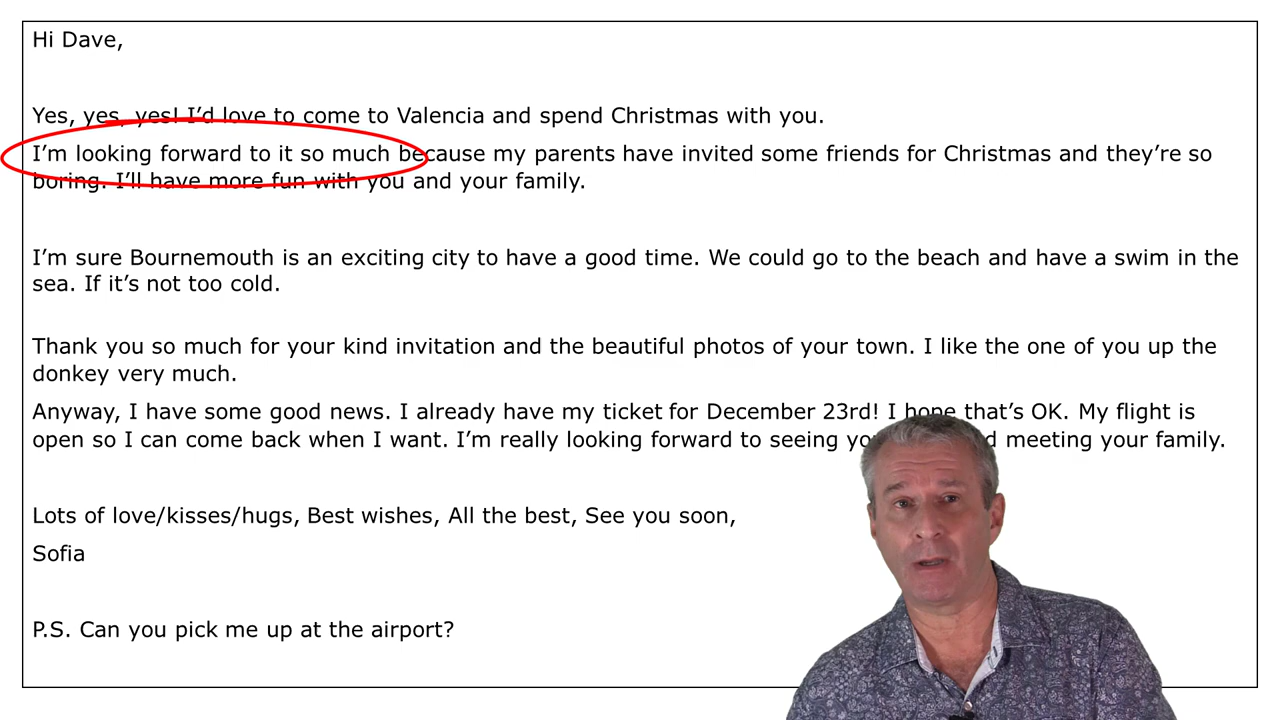 Hi Dave,
Yes, yes, yes! I'd love to come to Valencia and spend Christmas with you.
I'm looking forward to it so much because my parents have invited some friends for Christmas and they're so
boring. I'll have more fun with you and your family.
I'm sure Bournemouth is an exciting city to have a good time. We could go to the beach and have a swim in the
sea. If it's not too cold.
Thank you so much for your kind invitation and the beautiful photos of your town. I like the one of you up the
donkey very much.
Anyway, I have some good news. I already have my ticket for December 23rd! I hope that's OK. My flight is
open so I can come back when I want. I'm really looking forward to seeing meeting your family.
Lots of love/kisses/hugs, Best wishes, All the best, See you soon,
Sofia
P.S. Can you pick me up at the airport?